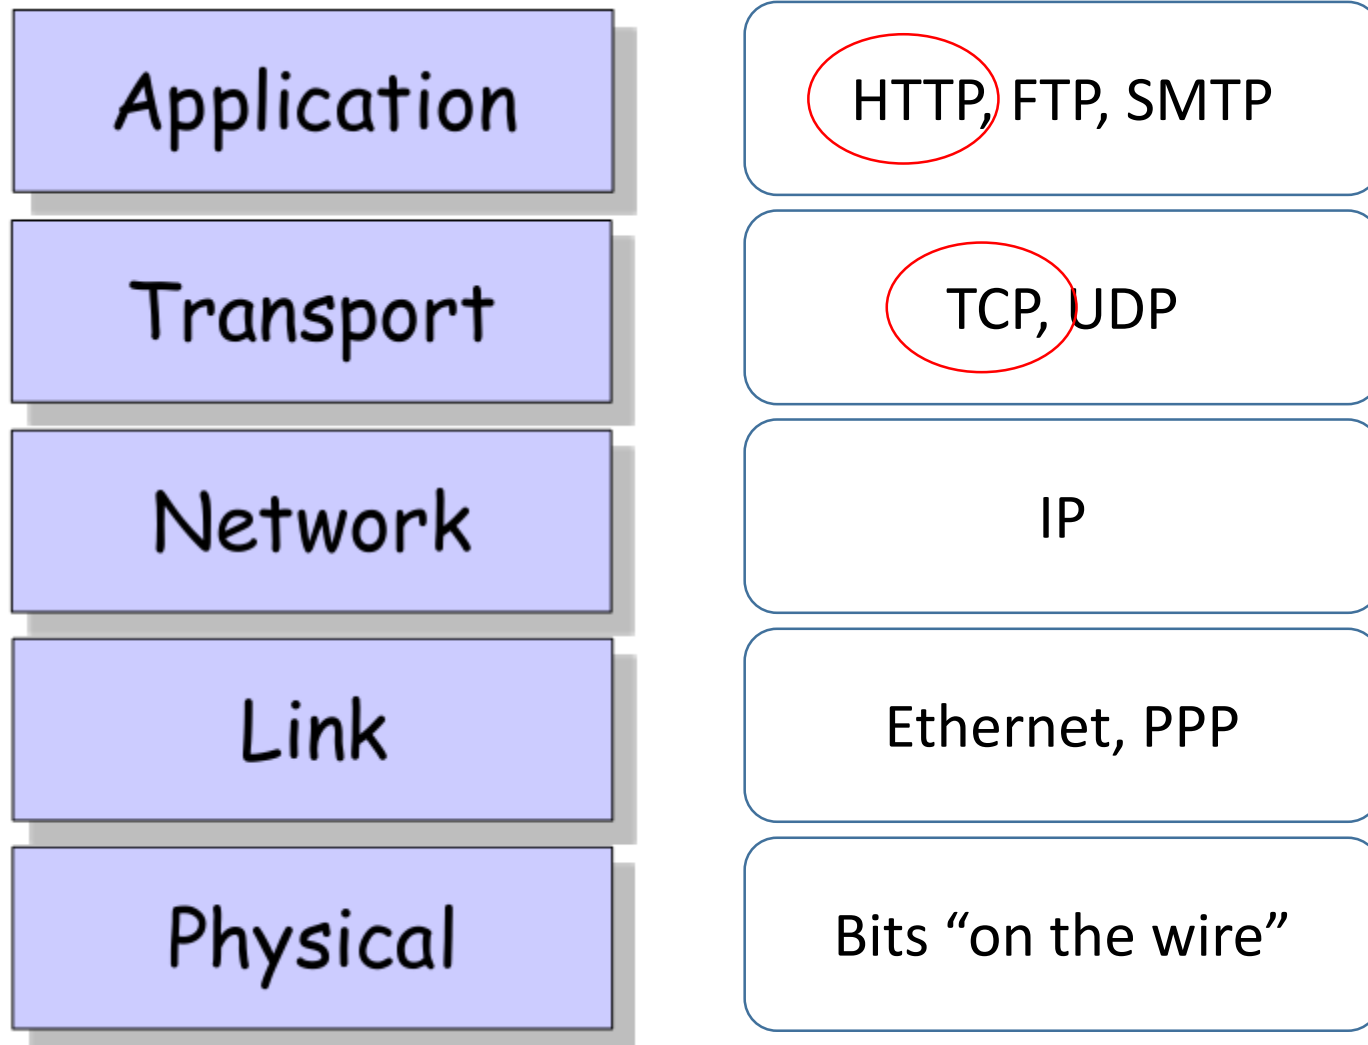 Application
HTTP, FTP, SMTP
Transport
TCP, UDP
Network
IP
Link
Ethernet, PPP
Physical
Bits “on the wire”